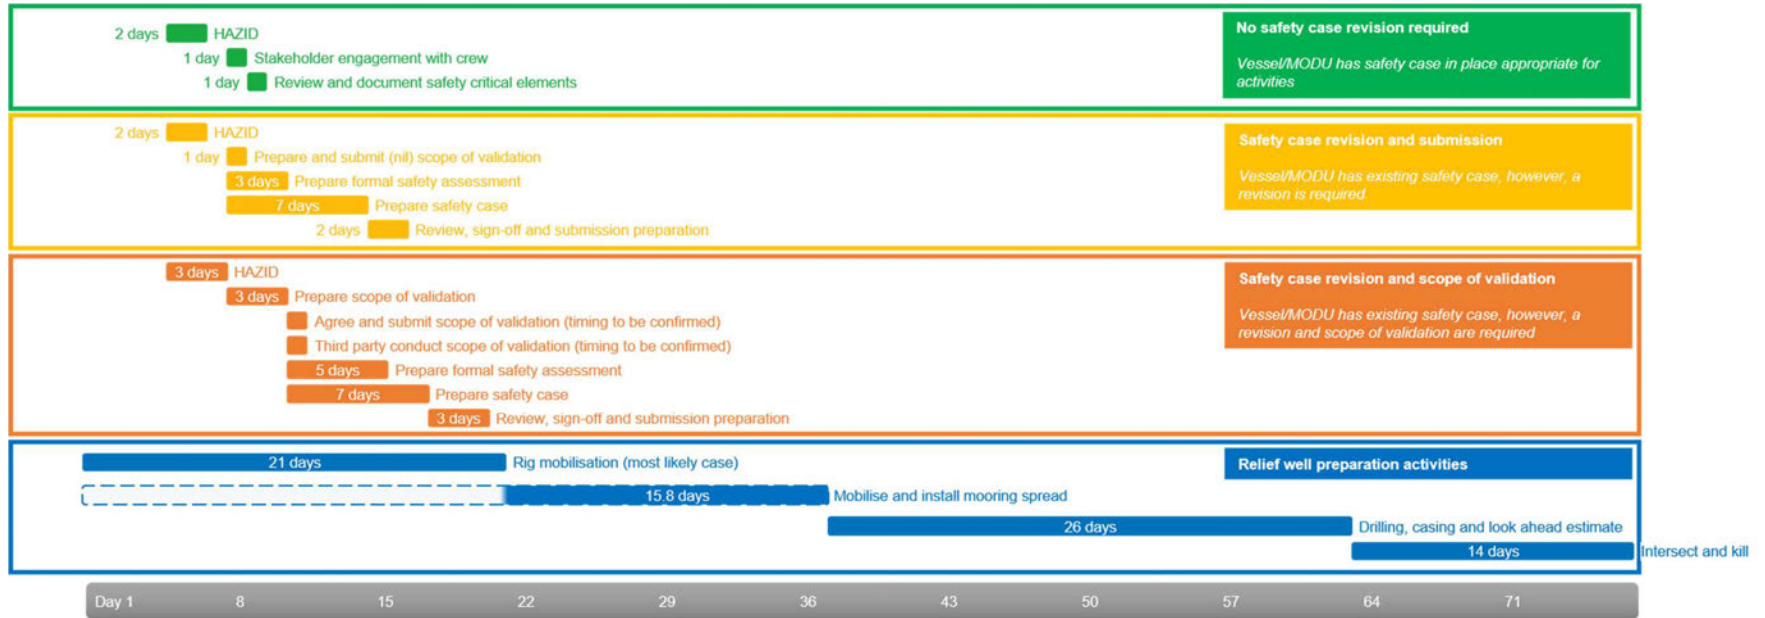 No safety case revision required
Vessel/MODU has safety case in place appropriate for
activities
2 days HAZID
1 day Stakeholder engagement with crew
1 day Review and document safety critical elements
Safety case revision and submission
Vessel/MODU has existing safety case, however, a
revision is required
2 days HAZID
1 day Prepare and submit (nil) scope of validation
3 days Prepare formal safety assessment
7 days Prepare safety case
2 days Review, sign-off and submission preparation
Safety case revision and scope of validation
Vessel/MODU has existing safety case, however, a
revision and scope of validation are required
3 days HAZID
3 days Prepare scope of validation
Agree and submit scope of validation (timing to be confirmed)
Third party conduct scope of validation (timing to be confirmed)
5 days Prepare formal safety assessment
7 days Prepare safety case
3 days Review, sign-off and submission preparation
Relief well preparation activities
21 days Rig mobilisation (most likely case)
15.8 days Mobilise and install mooring spread
26 days Drilling, casing and look ahead estimate
14 days Intersect and kill
Day 1 8 15 22 29 36 43 50 57 64 71